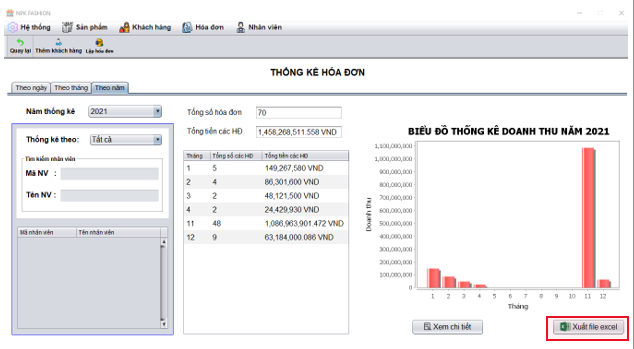 NPK FASHION
Hệ thống Sản phẩm Khách hàng Hóa đơn Nhân viên
Quay lại Thêm khách hàng Lập hóa đơn
THỐNG KÊ HÓA ĐƠN
Theo ngày Theo tháng Theo năm
Năm thống kê 2021
Thống kê theo: Tất cả
Tìm kiếm nhân viên
Mã NV :
Tên NV :
Mã nhân viên Tên nhân viên
Tổng số hóa đơn 70
Tổng tiền các HĐ 1,458,268,511.558 VND
Tháng Tổng số các HĐ Tổng tiền các HĐ
1 5 149,267,580 VND
2 4 86,301,600 VND
3 2 48,121,500 VND
4 2 24,429,930 VND
11 48 1,086,963,901.472 VND
12 9 63,184,000.086 VND
BIỂU ĐỒ THỐNG KÊ DOANH THU NĂM 2021
Doanh thu
1,100,000,000
1,000,000,000
900,000,000
800,000,000
700,000,000
600,000,000
500,000,000
400,000,000
300,000,000
200,000,000
100,000,000
0
1 2 3 4 5 6 7 8 9 10 11 12
Tháng
Xem chi tiết
Xuất file excel